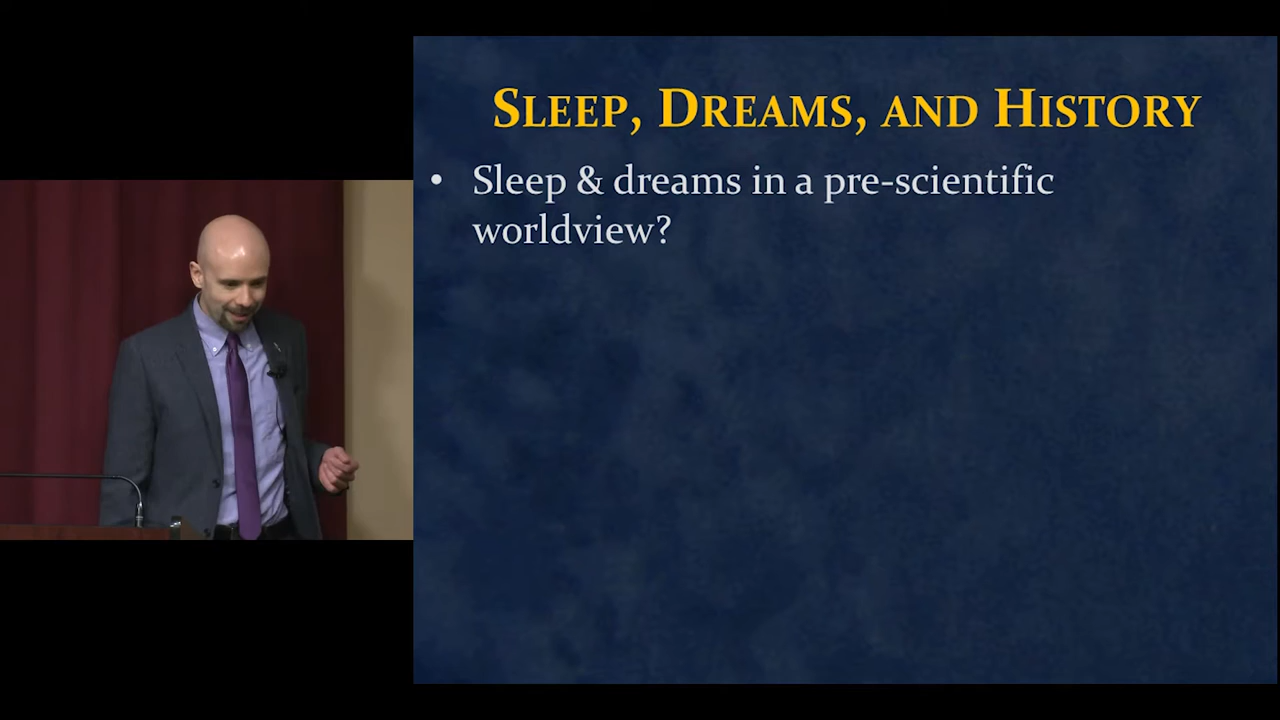 SLEEP, DREAMS, AND HISTORY
• Sleep & dreams in a pre-scientific
worldview?